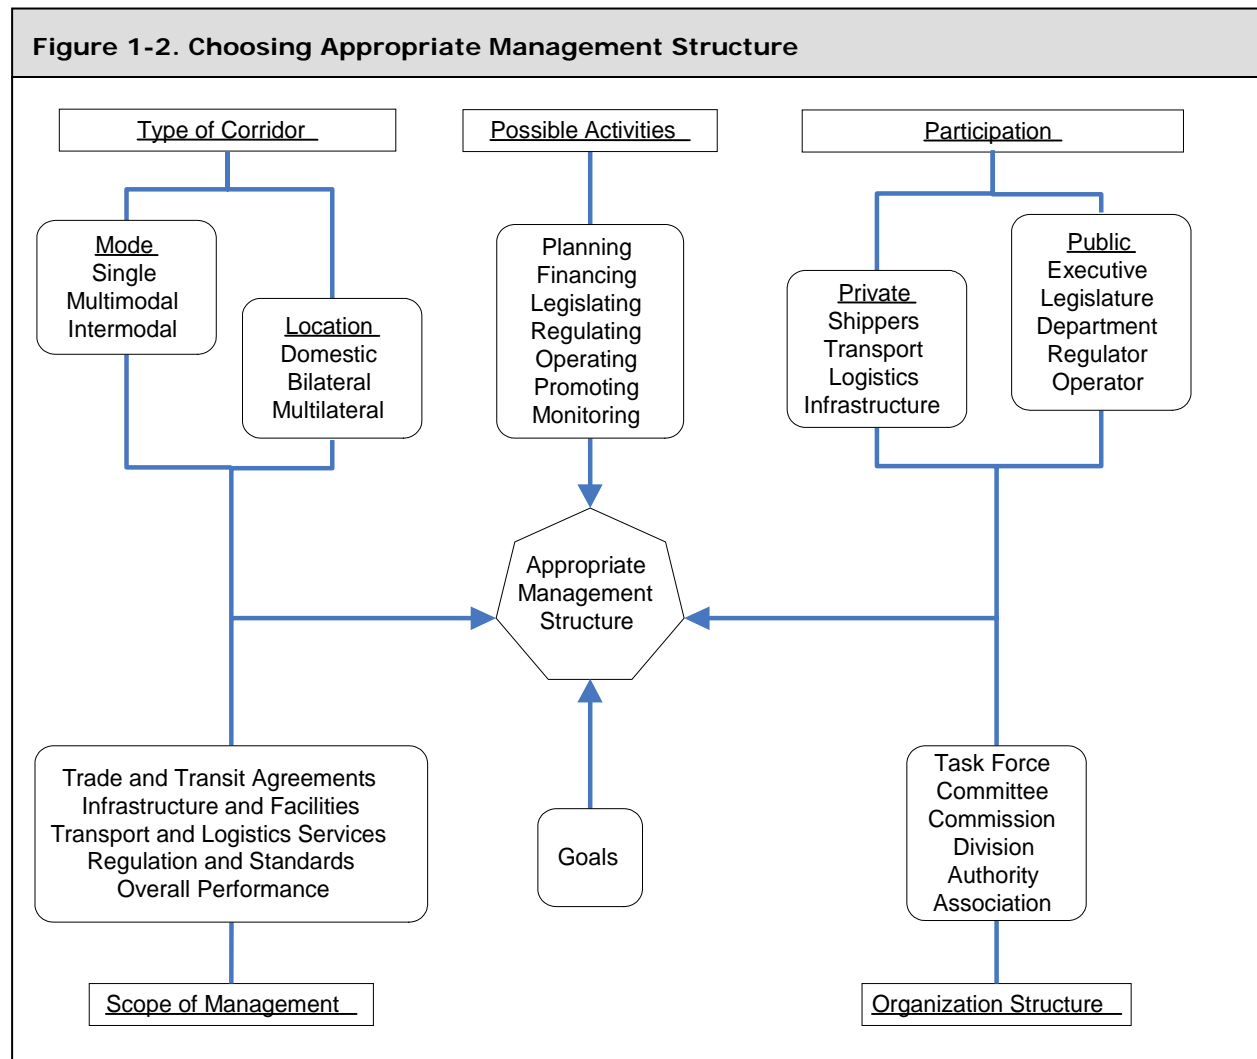 Figure 1-2. Choosing Appropriate Management Structure
Type of Corridor
Possible Activities
Participation
Mode
Single
Multimodal
Intermodal
Location
Domestic
Bilateral
Multilateral
Planning
Financing
Legislating
Regulating
Operating
Promoting
Monitoring
Private
Shippers
Transport
Logistics
Infrastructure
Public
Executive
Legislature
Department
Regulator
Operator
Appropriate
Management
Structure
Trade and Transit Agreements
Infrastructure and Facilities
Transport and Logistics Services
Regulation and Standards
Overall Performance
Goals
Task Force
Committee
Commission
Division
Authority
Association
Scope of Management
Organization Structure